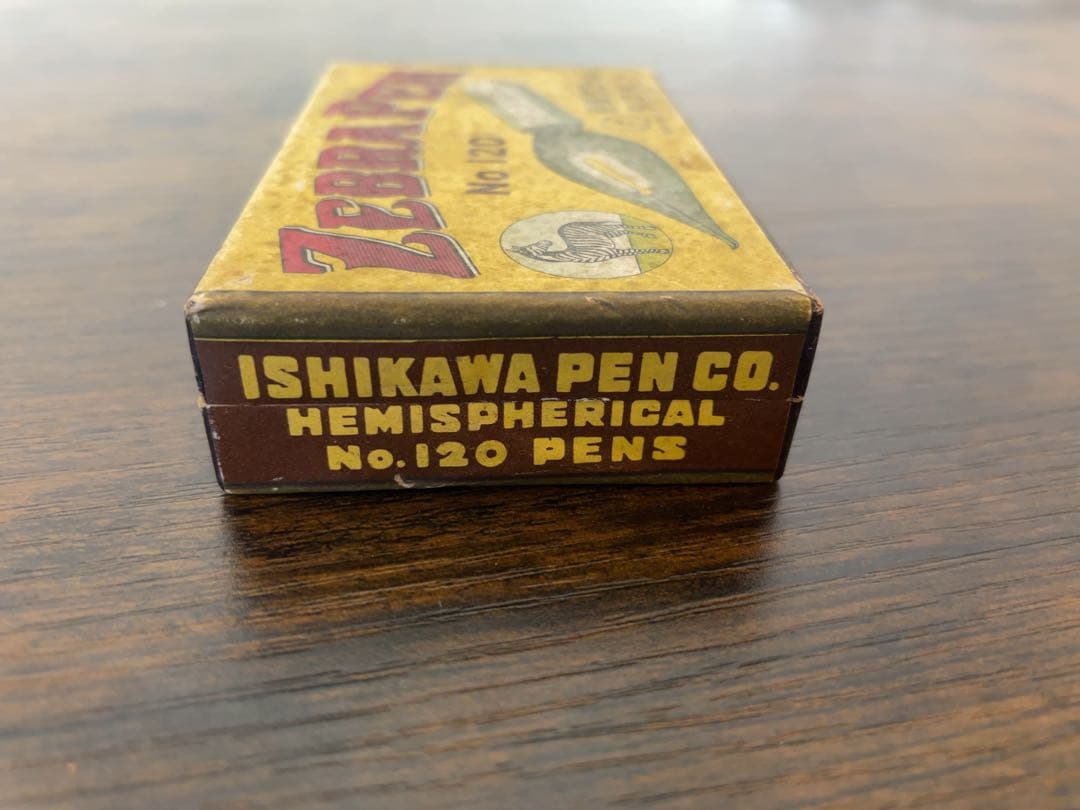 ZEBRA PEN
No 120
ISHIKAWA PEN CO.
HEMISPHERICAL
No.120 PENS